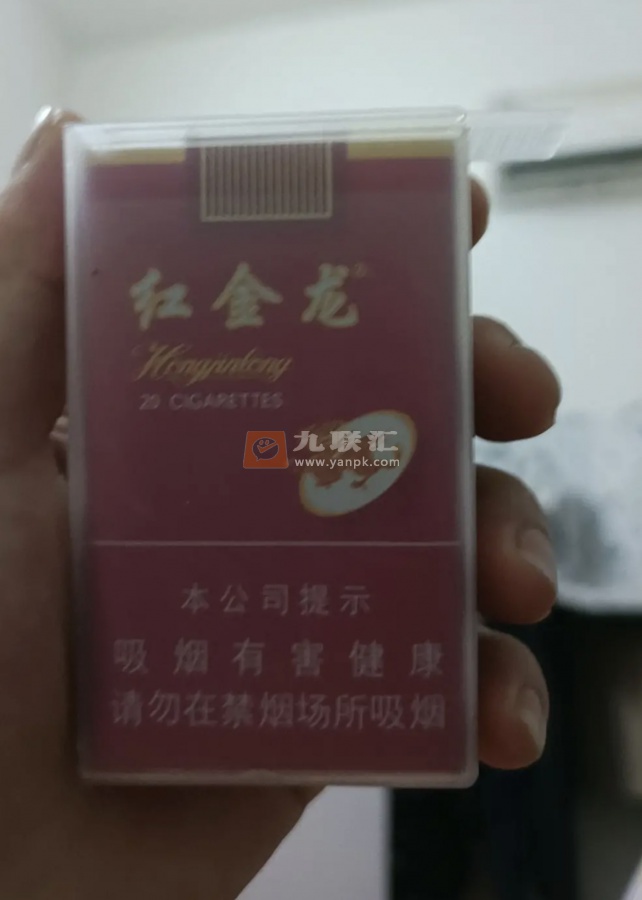 红金龙®
Hongjinlong
20 CIGARETTES
九联汇
www.yanpk.com
本公司提示
吸烟有害健康
请勿在禁烟场所吸烟